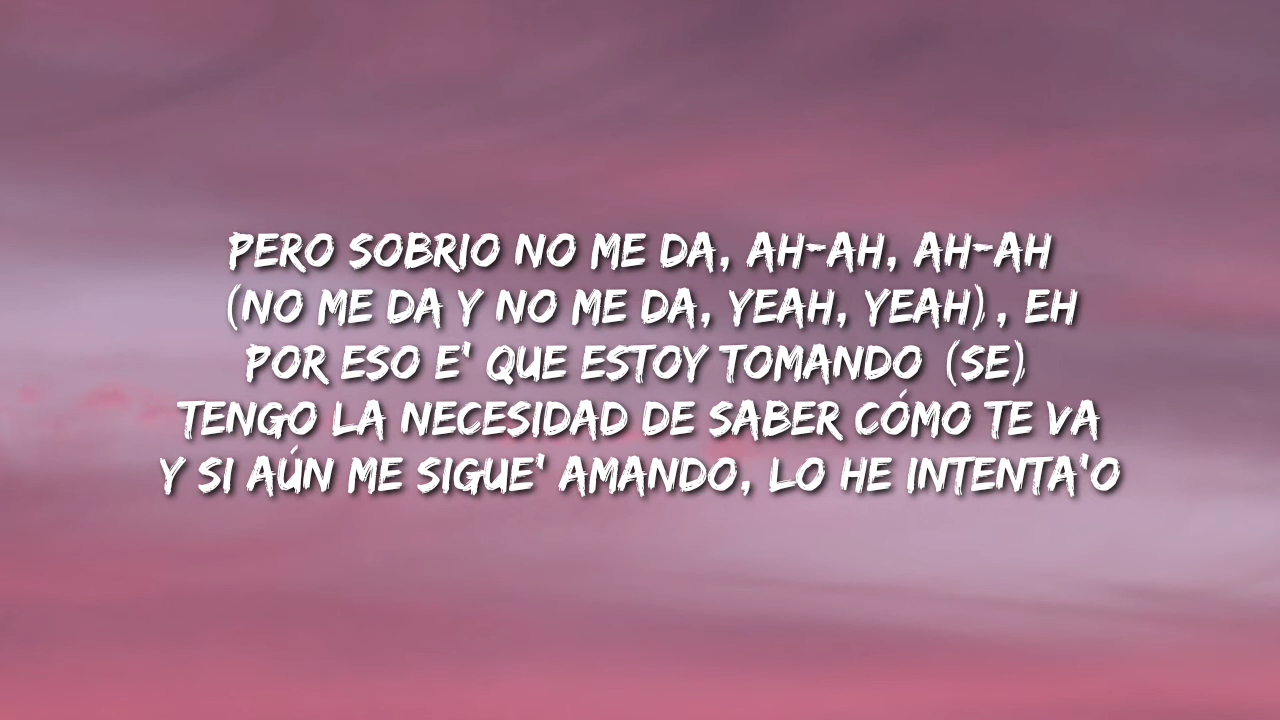 PERO SOBRIO NO ME DA, AH-AH, AH-AH
(NO ME DA Y NO ME DA, YEAH, YEAH), EH
POR ESO E' QUE ESTOY TOMANDO (SE)
TENGO LA NECESIDAD DE SABER CÓMO TE VA
Y SI AÚN ME SIGUE' AMANDO, LO HE INTENTA'O